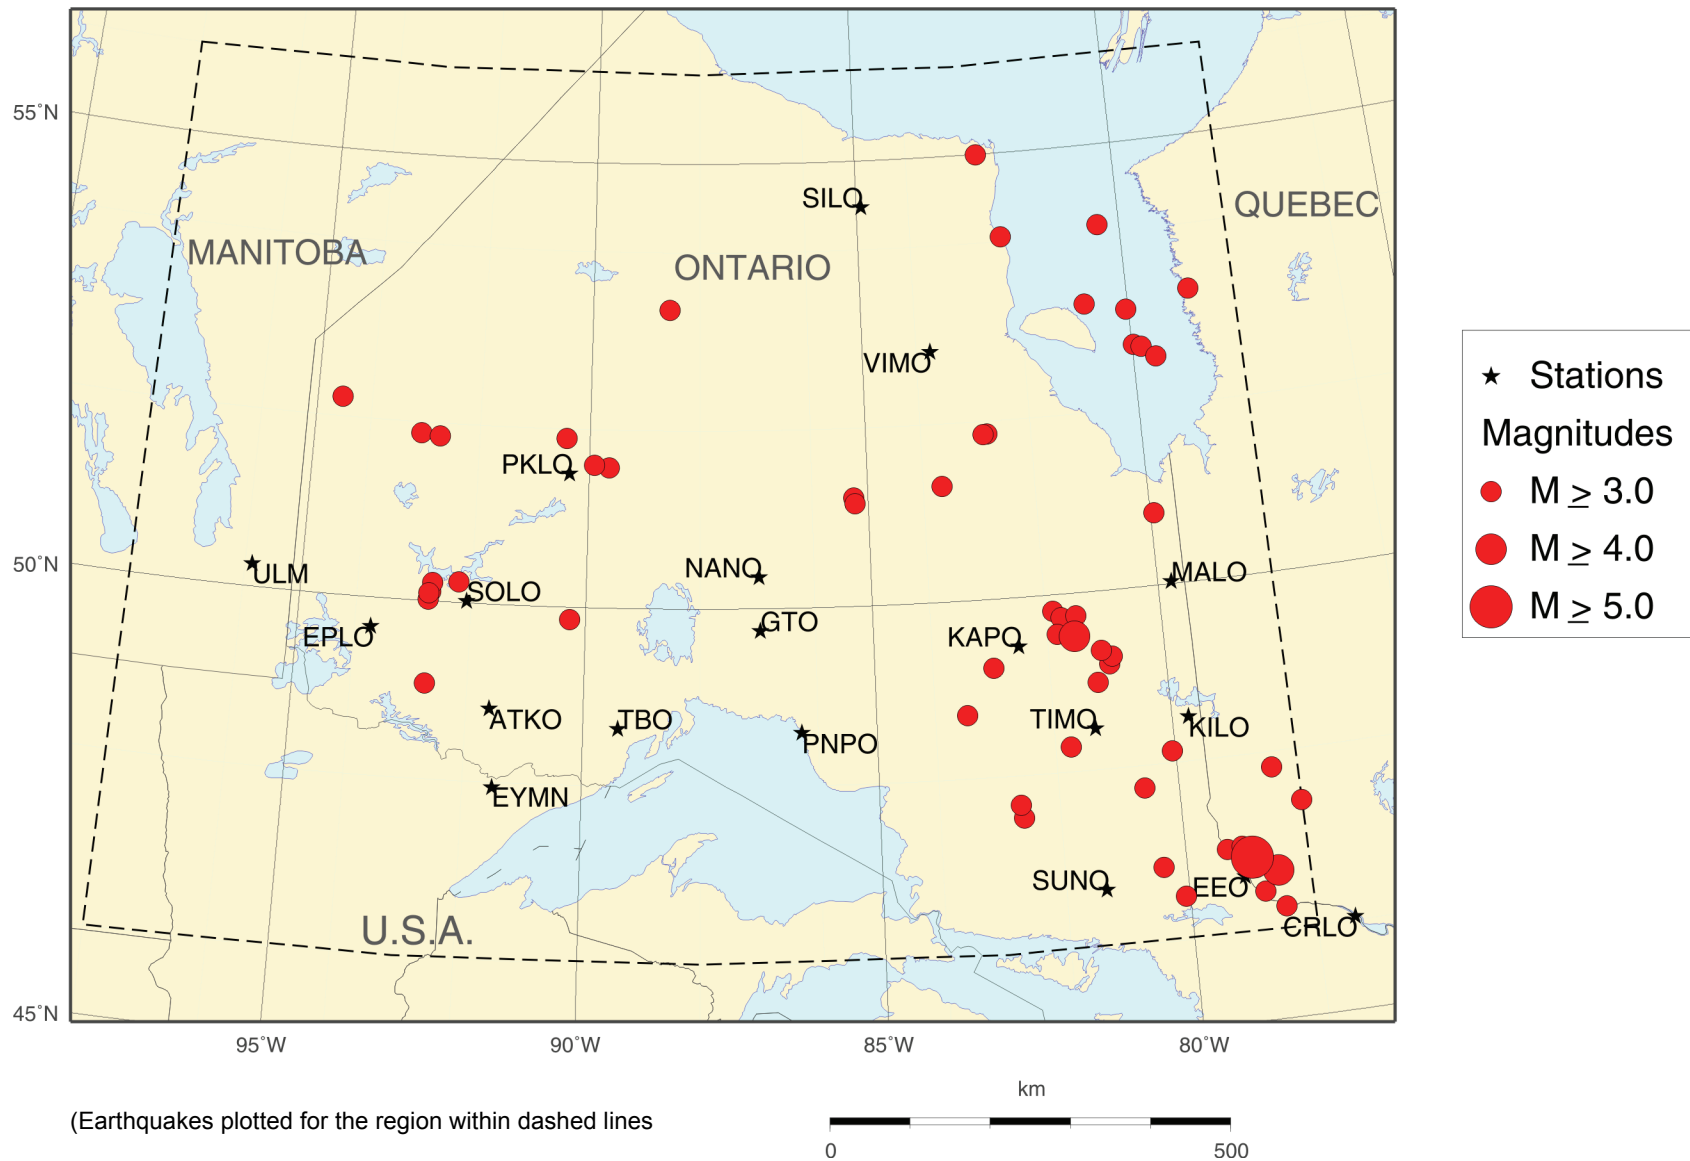 55°N
SILO
QUEBEC
MANITOBA
ONTARIO
VIMO
Stations
Magnitudes
PKLO
M ≥ 3.0
M ≥ 4.0
50°N
NANO
MALO
ULM
SOLO
M ≥ 5.0
GTO
EPLO
KAPO
ATKO
TBO
TIMO
KILO
PNPO
EYMN
SUNO
EEO
U.S.A.
CRLO
45°N
95°W
90°W
85°W
80°W
km
(Earthquakes plotted for the region within dashed lines
0
500